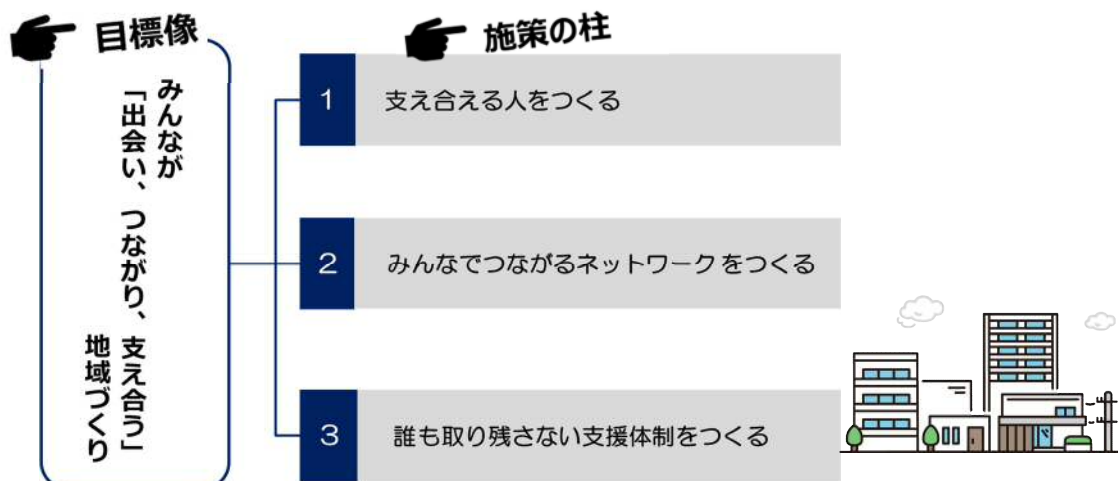 目標像
みんなが
「出会い、つながり、支え合う」
地域づくり
施策の柱
1
支え合える人をつくる
2
みんなでつながるネットワークをつくる
3
誰も取り残さない支援体制をつくる